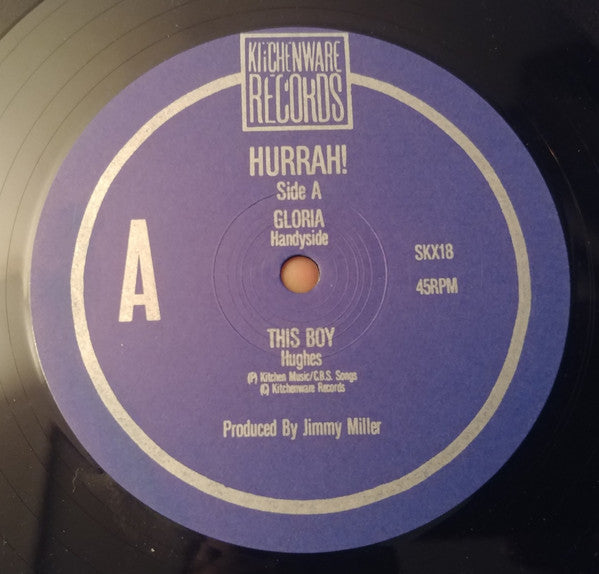 KiTCHENWARE
RECORDS
HURRAH!
Side A
GLORIA
Handyside
A
SKX18
45RPM
THIS BOY
Hughes
(P) Kitchen Music/C.B.S. Songs
(C) Kitchenware Records
Produced By Jimmy Miller